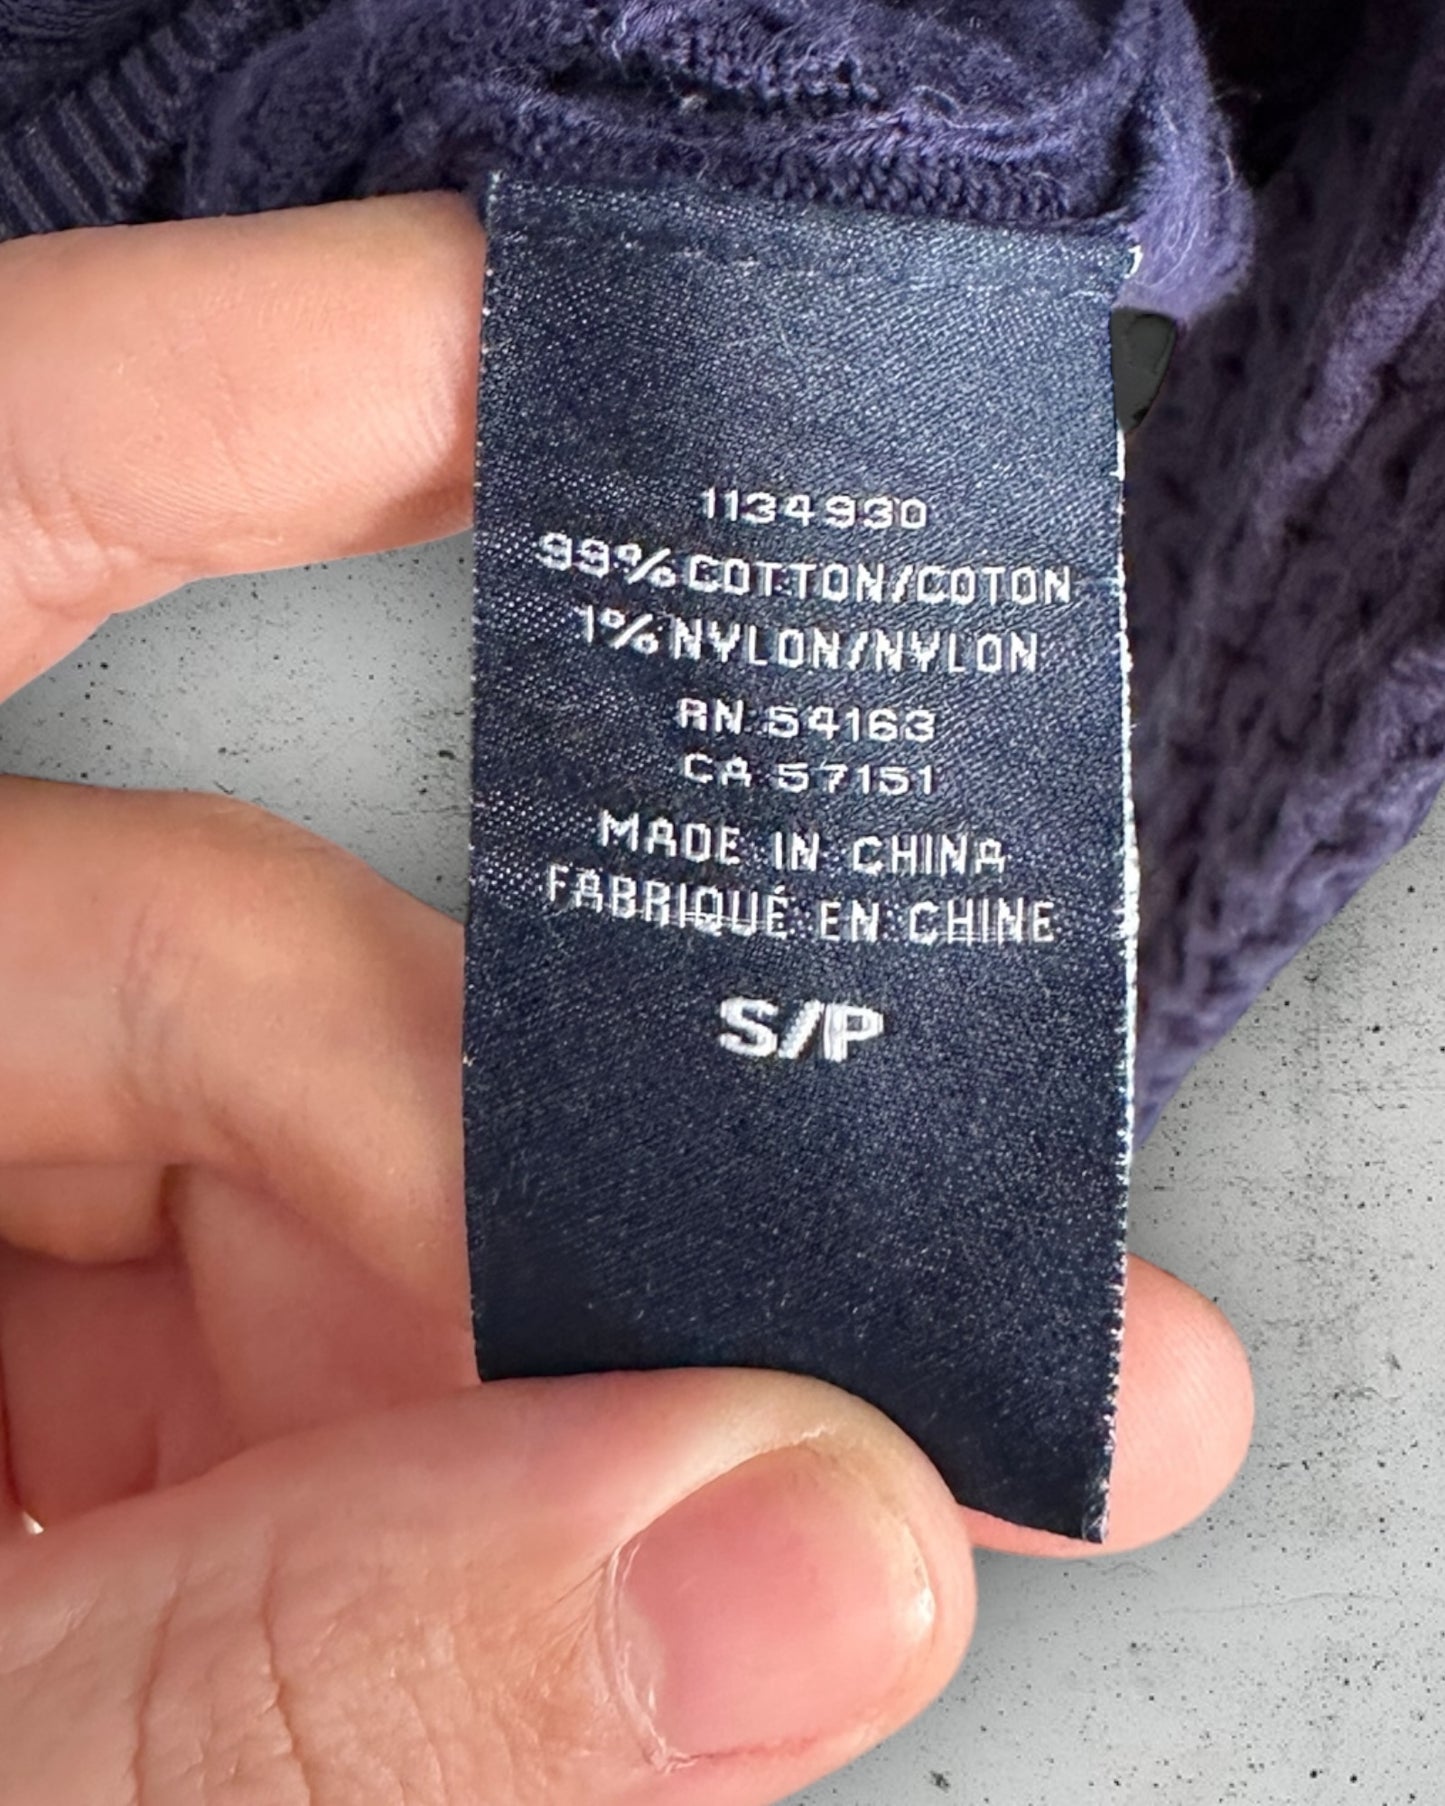 1134930
99% COTTON/COTON
1% NYLON/NYLON
RN 54163
CA 57151
MADE IN CHINA
FABRIQUÉ EN CHINE
S/P